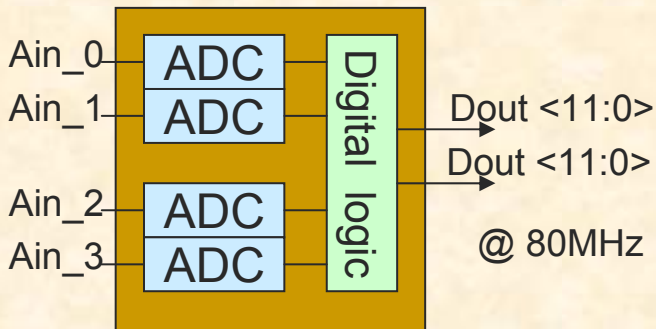 Ain_0
ADC
Ain_1
ADC
Ain_2
ADC
Ain_3
ADC
Digital logic
Dout <11:0>
Dout <11:0>
@ 80MHz